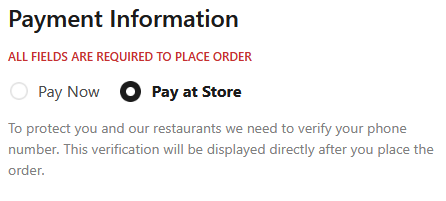 Payment Information
ALL FIELDS ARE REQUIRED TO PLACE ORDER
Pay Now Pay at Store
To protect you and our restaurants we need to verify your phone
number. This verification will be displayed directly after you place the
order.